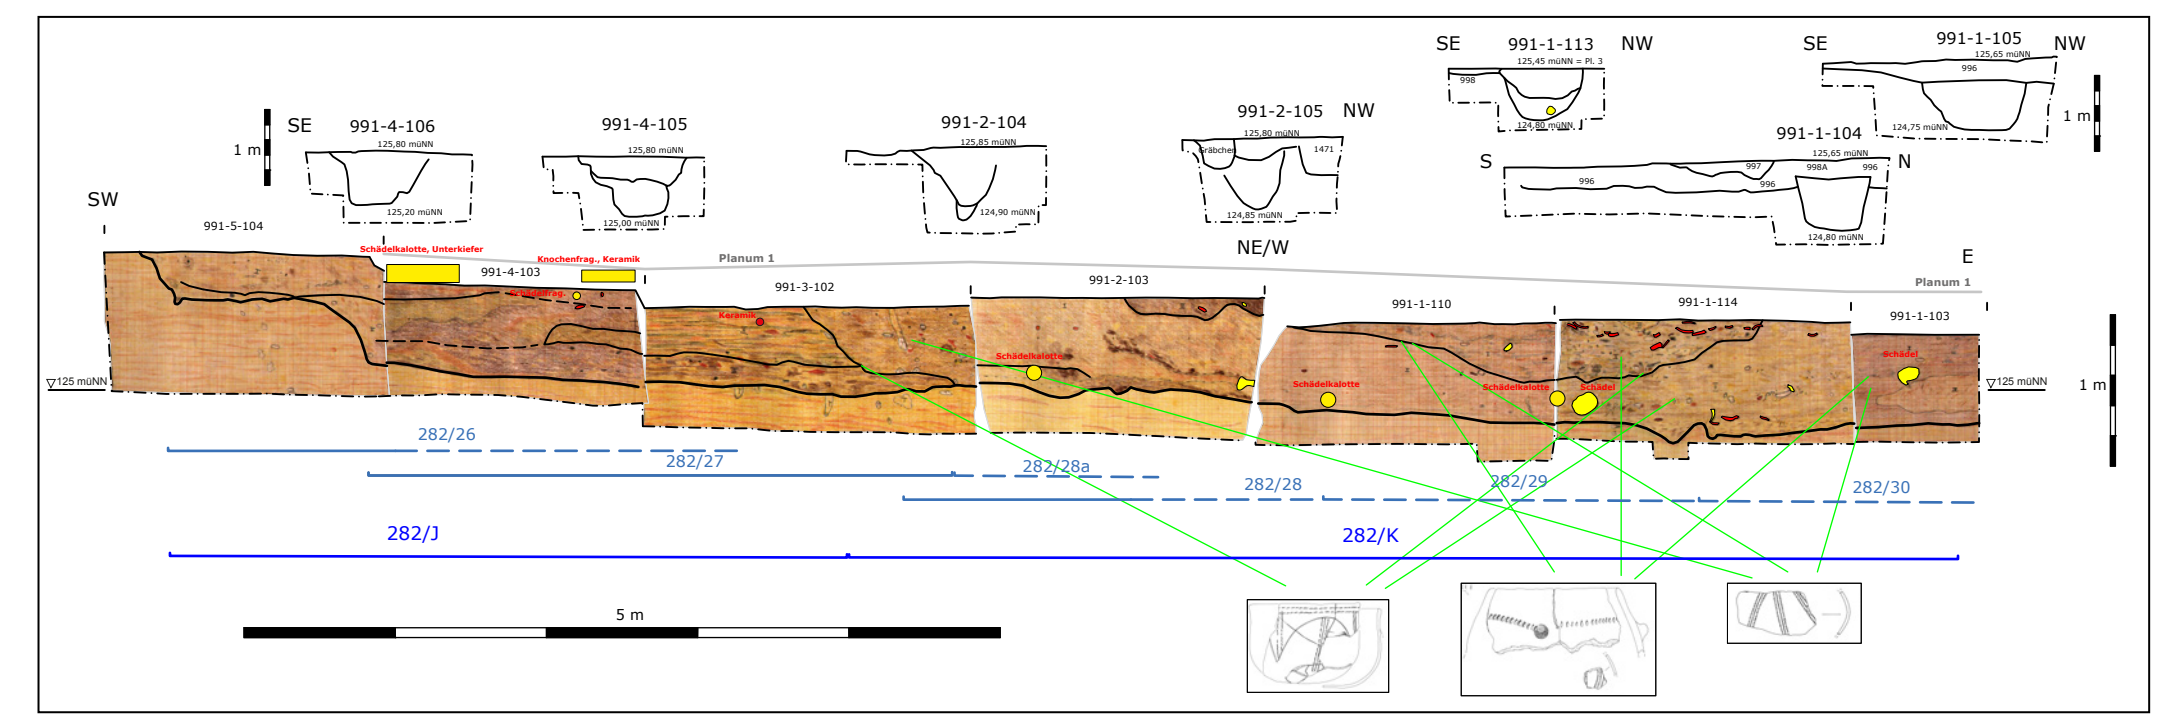 SE 991-1-113 NW
125,45 müNN = Pl. 3
998
124,80 müNN
SE 991-1-105 NW
125,65 müNN
996
124,75 müNN
1 m
991-1-104
125,65 müNN
S N
997
998A
996
996
996
124,80 müNN
1 m
SE 991-4-106
125,80 müNN
125,20 müNN
991-4-105
125,80 müNN
125,00 müNN
991-2-104
125,85 müNN
124,90 müNN
991-2-105 NW
125,80 müNN
Gräbchen
1471
124,85 müNN
SW
NE/W
E
991-5-104
Schädelkalotte, Unterkiefer
Knochenfrag., Keramik
Planum 1
Planum 1
991-4-103
991-3-102
991-2-103
991-1-110
991-1-114
991-1-103
Schädelfrag.
Keramik
Schädelkalotte
Schädelkalotte
Schädelkalotte
Schädel
Schädel
125 müNN
125 müNN
1 m
282/26
282/27
282/28a
282/28
282/29
282/30
282/J
282/K
5 m